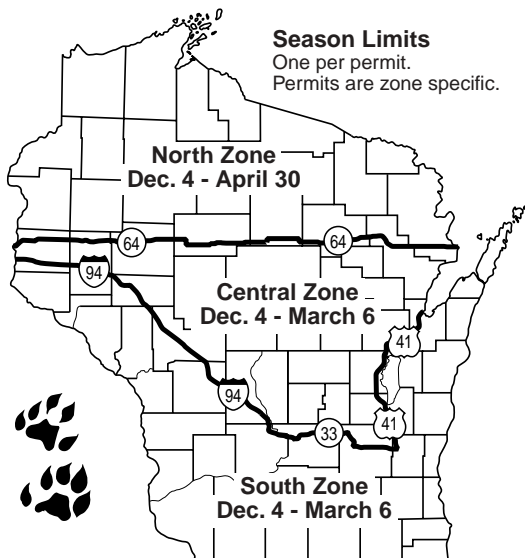 Season Limits
One per permit.
Permits are zone specific.
North Zone
Dec. 4 - April 30
64
64
94
Central Zone
Dec. 4 - March 6
41
94
41
33
South Zone
Dec. 4 - March 6